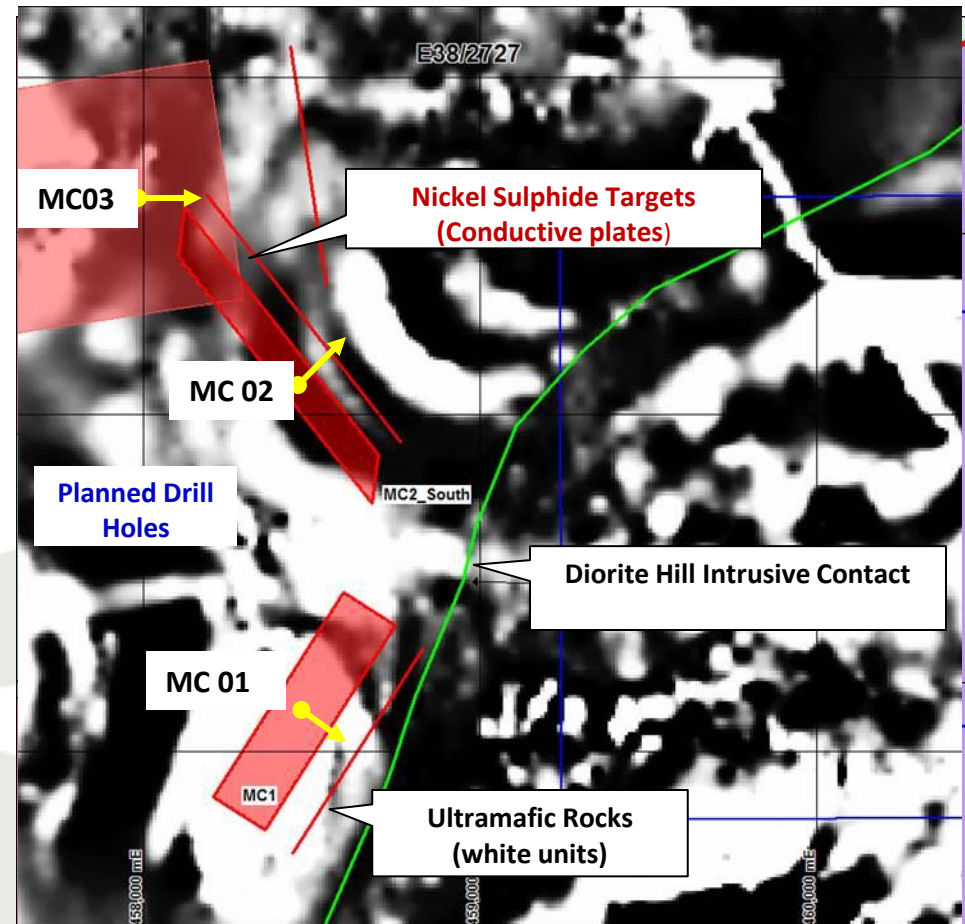 E38/2727
MC03
Nickel Sulphide Targets
(Conductive plates)
MC 02
Planned Drill
Holes
MC2_South
Diorite Hill Intrusive Contact
MC 01
MC1
Ultramafic Rocks
(white units)
458,000 mE
459,000 mE
460,000 mE